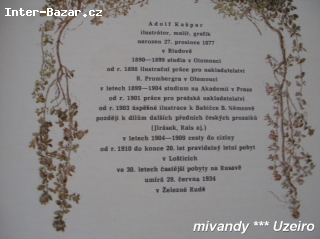 Inter-Bazar.cz
Adolf Kašpar
ilustrátor, malíř, grafik
narozen 27. prosince 1877
v Bludově
1890–1898 studia v Olomouci
od r. 1898 ilustrační práce pro nakladatelství
R. Promberga v Olomouci
v letech 1899–1904 studium na Akademii v Praze
od r. 1901 práce pro pražská nakladatelství
od r. 1903 úspěšné ilustrace k Babičce B. Němcové
později k dílům dalších předních českých prozaiků
(Jirásek, Rais aj.)
v letech 1904–1909 cesty do ciziny
od r. 1910 do konce 20. let pravidelný letní pobyt
v Lošticích
ve 30. letech častější pobyty na Rusavě
umírá 29. června 1934
v Železné Rudě
mivandy *** Uzeiro